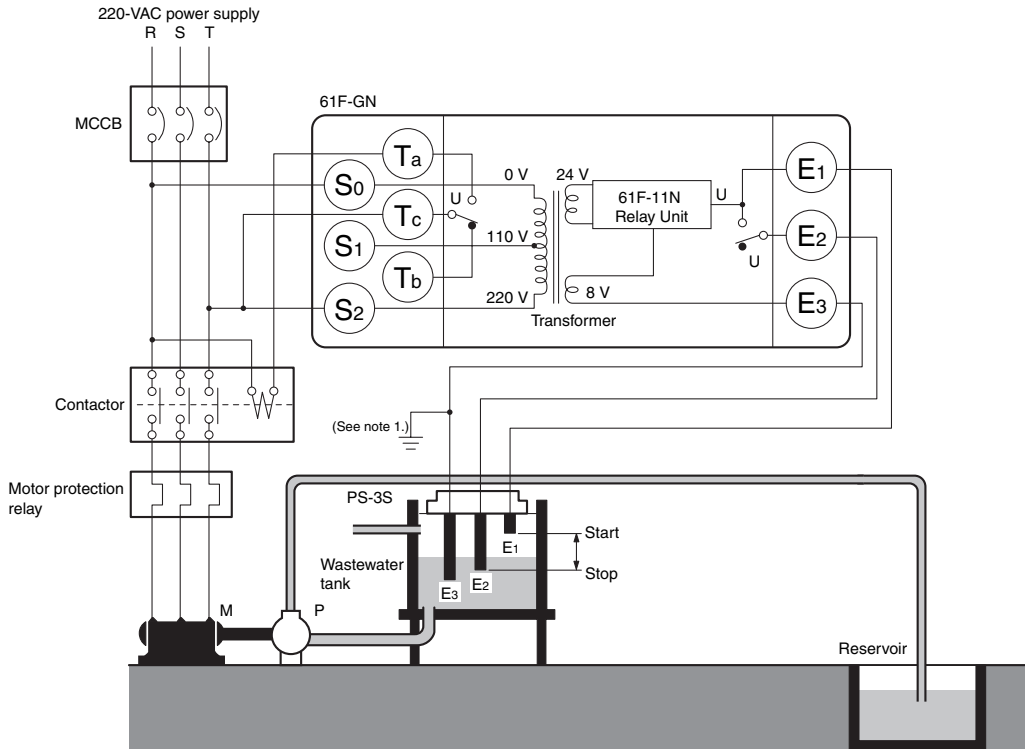 220-VAC power supply
R S T
MCCB
61F-GN
Ta
S0
Tc
S1
Tb
S2
U
0 V
110 V
220 V
24 V
8 V
Transformer
61F-11N
Relay Unit
U
U
E1
E2
E3
Contactor
(See note 1.)
Motor protection
relay
PS-3S
Wastewater
tank
E1
E2
E3
Start
Stop
M
P
Reservoir